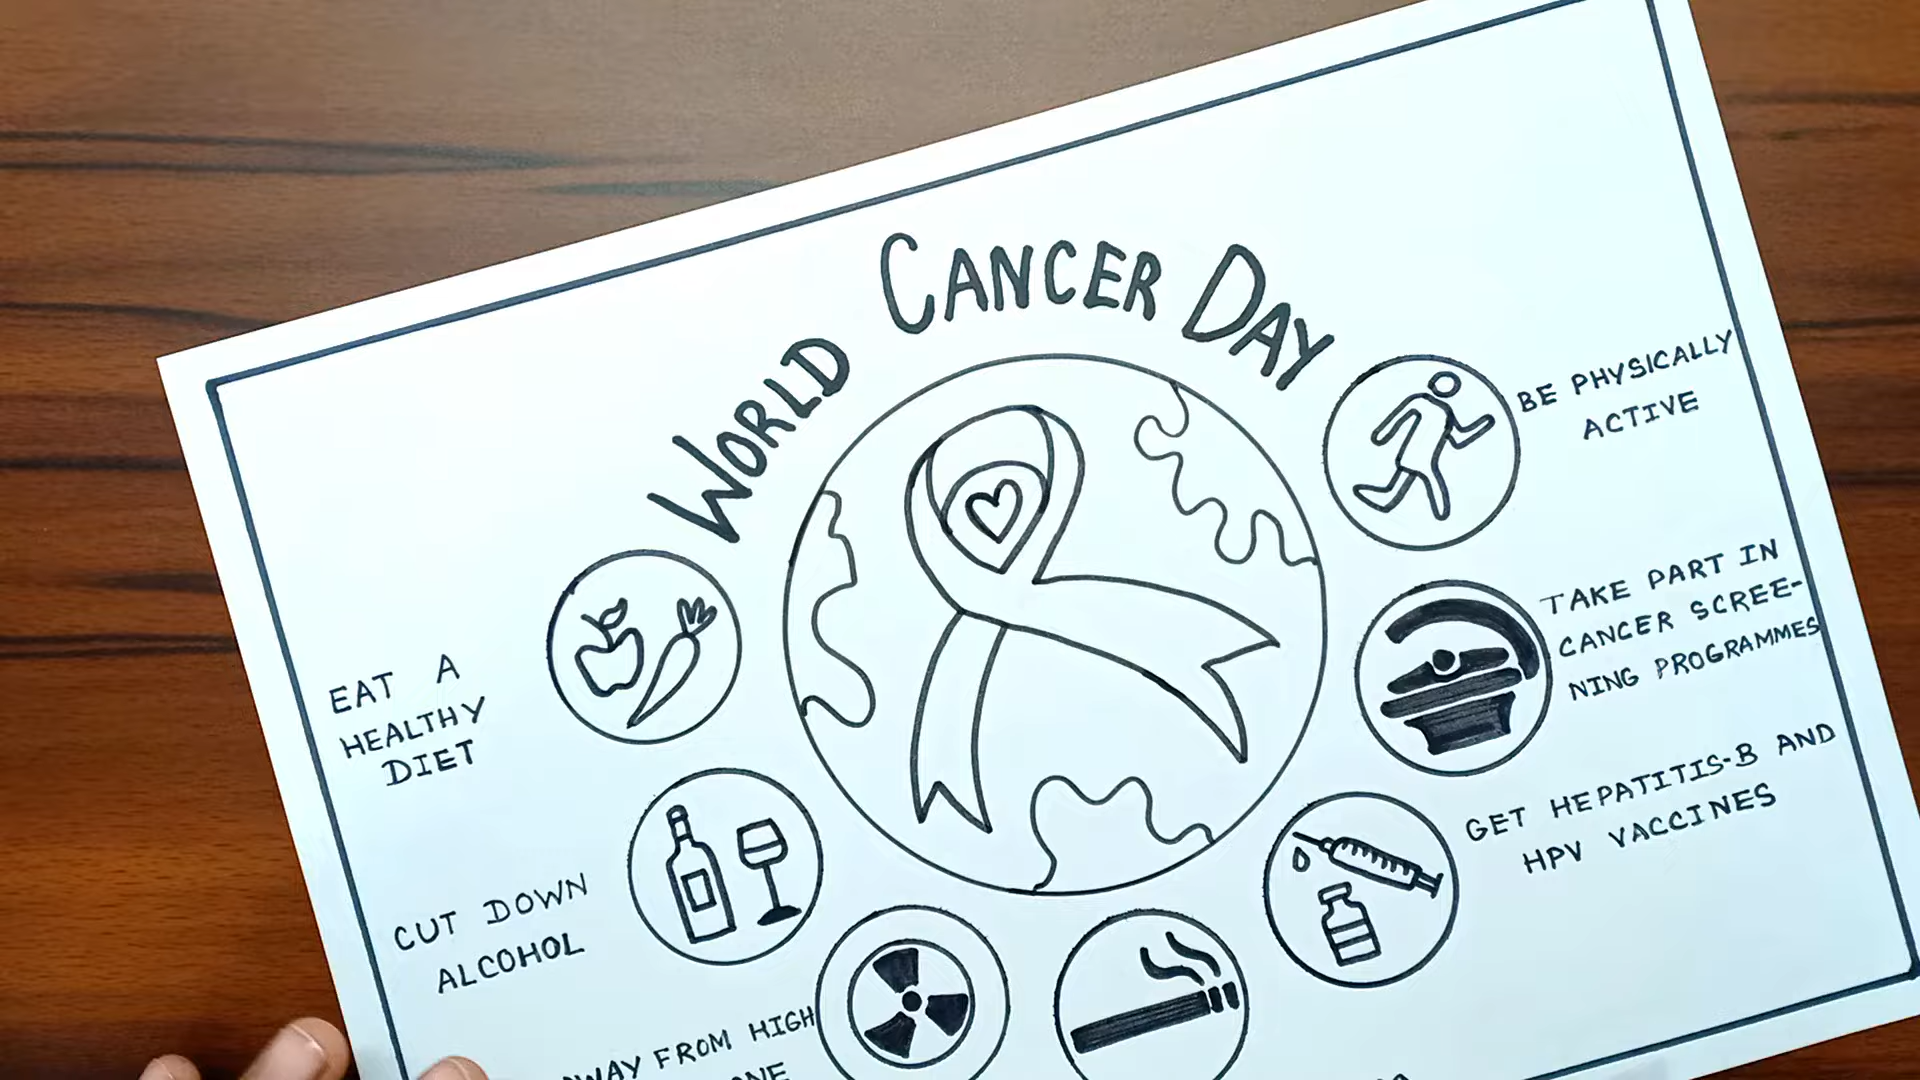 WORLD CANCER DAY
EAT A
HEALTHY
DIET
CUT DOWN
ALCOHOL
AWAY FROM HIGH
BE PHYSICALLY
ACTIVE
TAKE PART IN
CANCER SCREE-
NING PROGRAMMES
GET HEPATITIS-B AND
HPV VACCINES